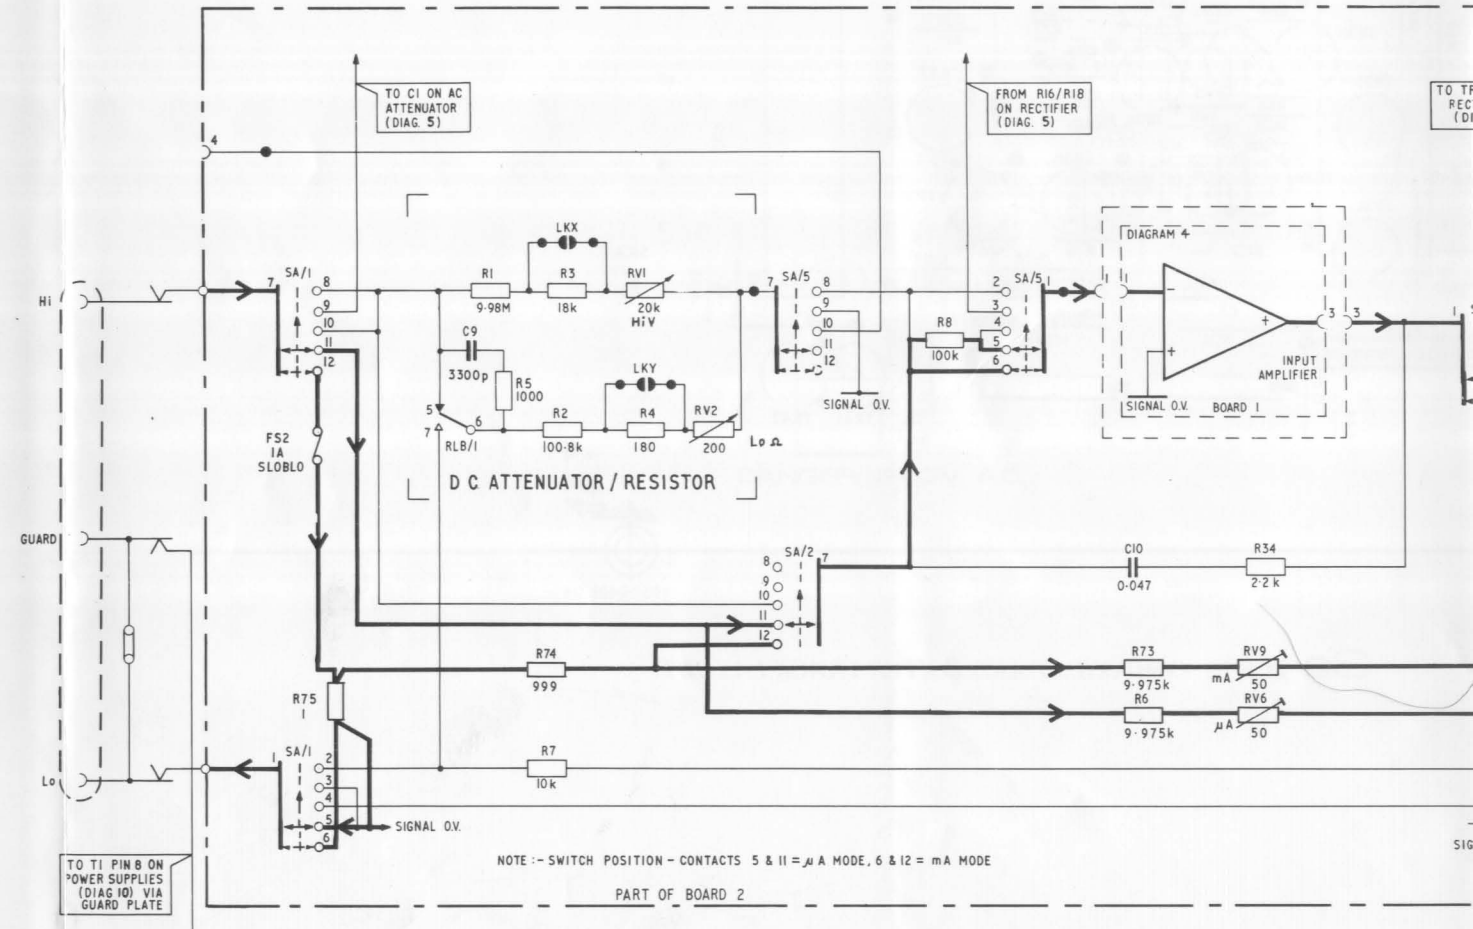 TO C1 ON AC
ATTENUATOR
(DIAG. 5)
FROM R16/R18
ON RECTIFIER
(DIAG. 5)
4
LKX
DIAGRAM 4
7 SA/1 8
9
10
11
12
R1
9·98M
R3
18k
RV1
20k
Hi V
7 SA/5 8
9
10
11
12
2 SA/5 1
3
4
5
6
1 1
−
+
+
3 3
1
Hi
C9
3300p
R5
1000
R8
100k
INPUT
AMPLIFIER
LKY
SIGNAL O.V.
SIGNAL O.V. BOARD 1
5
7
6
RLB/1
R2
100·8k
R4
180
RV2
200
Lo Ω
FS2
1A
SLOBLO
D C ATTENUATOR / RESISTOR
GUARD
8 SA/2 7
9
10
11
12
C10
0·047
R34
2·2k
R74
999
R73
9·975k
RV9
mA 50
R75
1
R6
9·975k
RV6
μA 50
Lo
1 SA/1 2
3
4
5
6
R7
10k
SIGNAL O.V.
NOTE :- SWITCH POSITION - CONTACTS 5 & 11 = μA MODE, 6 & 12 = mA MODE
TO T1 PIN 8 ON
POWER SUPPLIES
(DIAG 10) VIA
GUARD PLATE
PART OF BOARD 2